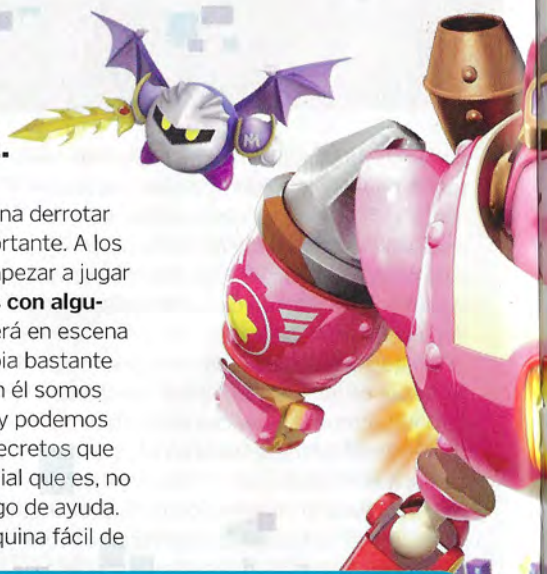 .
na derrotar
ortante. A los
pezar a jugar
s con algu-
erá en escena
bia bastante
n él somos
y podemos
ecretos que
ial que es, no
go de ayuda.
quina fácil de